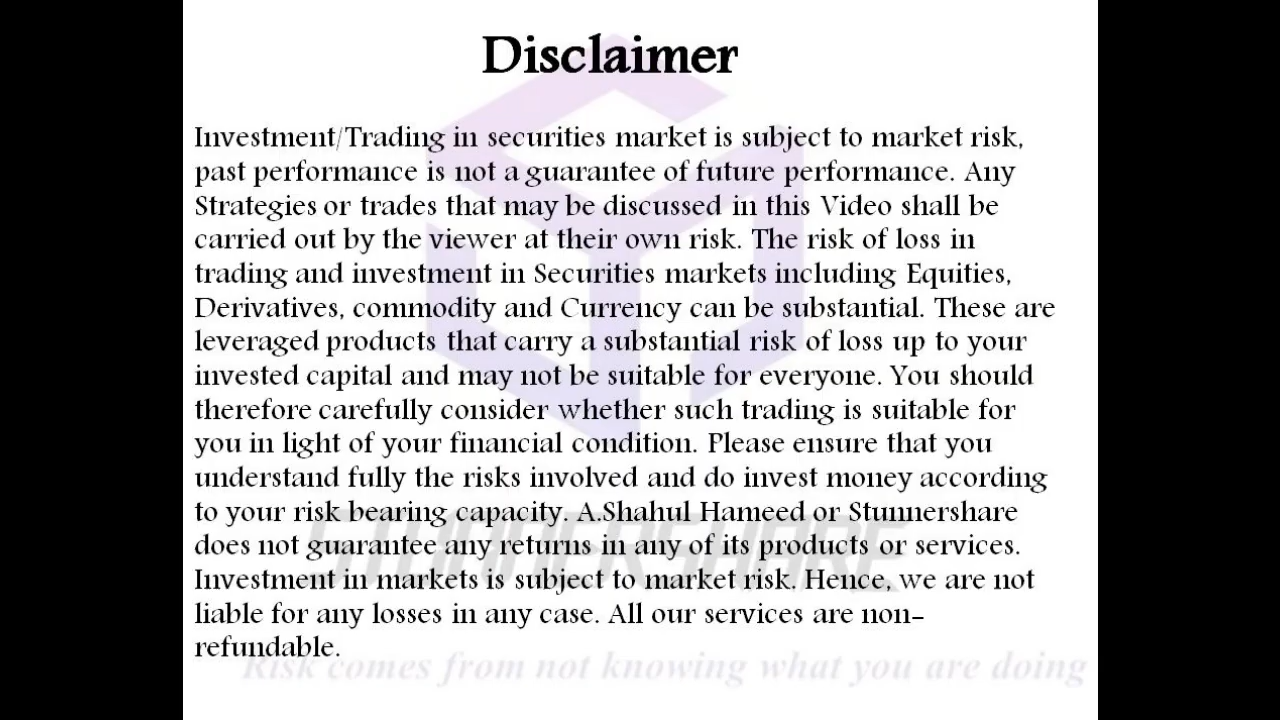 Disclaimer
Investment/Trading in securities market is subject to market risk,
past performance is not a guarantee of future performance. Any
Strategies or trades that may be discussed in this Video shall be
carried out by the viewer at their own risk. The risk of loss in
trading and investment in Securities markets including Equities,
Derivatives, commodity and Currency can be substantial. These are
leveraged products that carry a substantial risk of loss up to your
invested capital and may not be suitable for everyone. You should
therefore carefully consider whether such trading is suitable for
you in light of your financial condition. Please ensure that you
understand fully the risks involved and do invest money according
to your risk bearing capacity. A.Shahul Hameed or Stunnershare
does not guarantee any returns in any of its products or services.
Investment in markets is subject to market risk. Hence, we are not
liable for any losses in any case. All our services are non-
refundable.
STUNNERSHARE
Risk comes from not knowing what you are doing